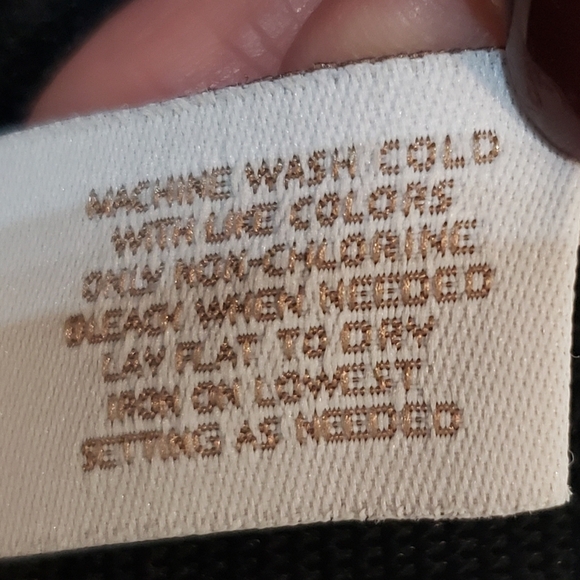 MACHINE WASH COLD
WITH LIKE COLORS
ONLY NON-CHLORINE
BLEACH WHEN NEEDED
LAY FLAT TO DRY
IRON ON LOWEST
SETTING AS NEEDED